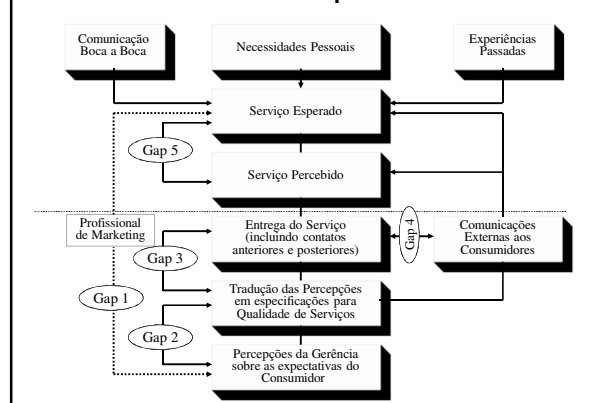 Comunicação
Boca a Boca
Necessidades Pessoais
Experiências
Passadas
Serviço Esperado
Gap 5
Serviço Percebido
Profissional
de Marketing
Entrega do Serviço
(incluindo contatos
anteriores e posteriores)
Gap 4
Comunicações
Externas aos
Consumidores
Gap 3
Gap 1
Tradução das Percepções
em especificações para
Qualidade de Serviços
Gap 2
Percepções da Gerência
sobre as expectativas do
Consumidor